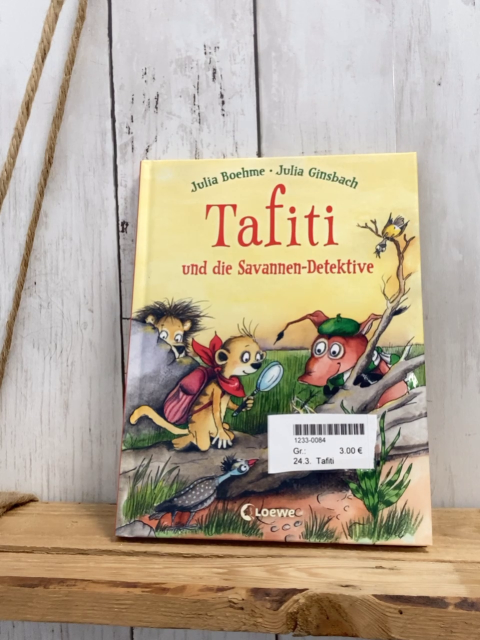 Julia Boehme • Julia Ginsbach
Tafiti
und die Savannen-Detektive
1233-0084
Gr.: 3.00 €
24.3. Tafiti
Loewe